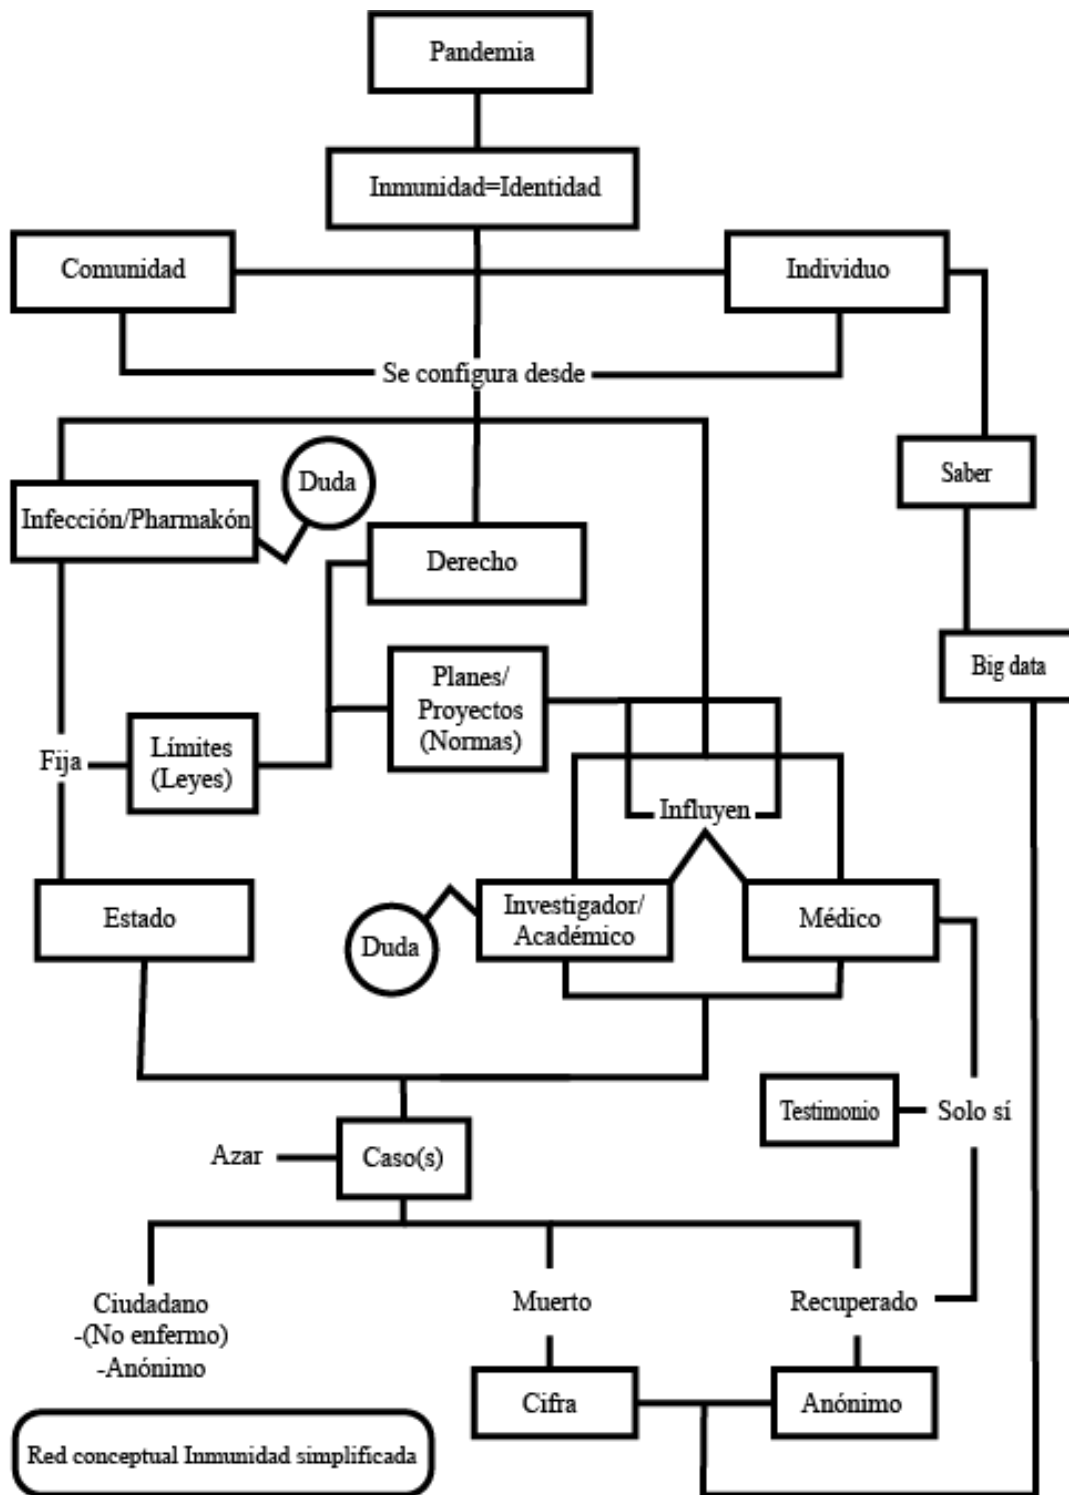 Pandemia
Inmunidad=Identidad
Comunidad
Individuo
Se configura desde
Saber
Duda
Infección/Pharmakón
Derecho
Big data
Planes/
Proyectos
(Normas)
Fija
Límites
(Leyes)
Influyen
Estado
Investigador/
Académico
Médico
Duda
Testimonio
Solo sí
Azar
Caso(s)
Ciudadano
-(No enfermo)
-Anónimo
Muerto
Recuperado
Cifra
Anónimo
Red conceptual Inmunidad simplificada